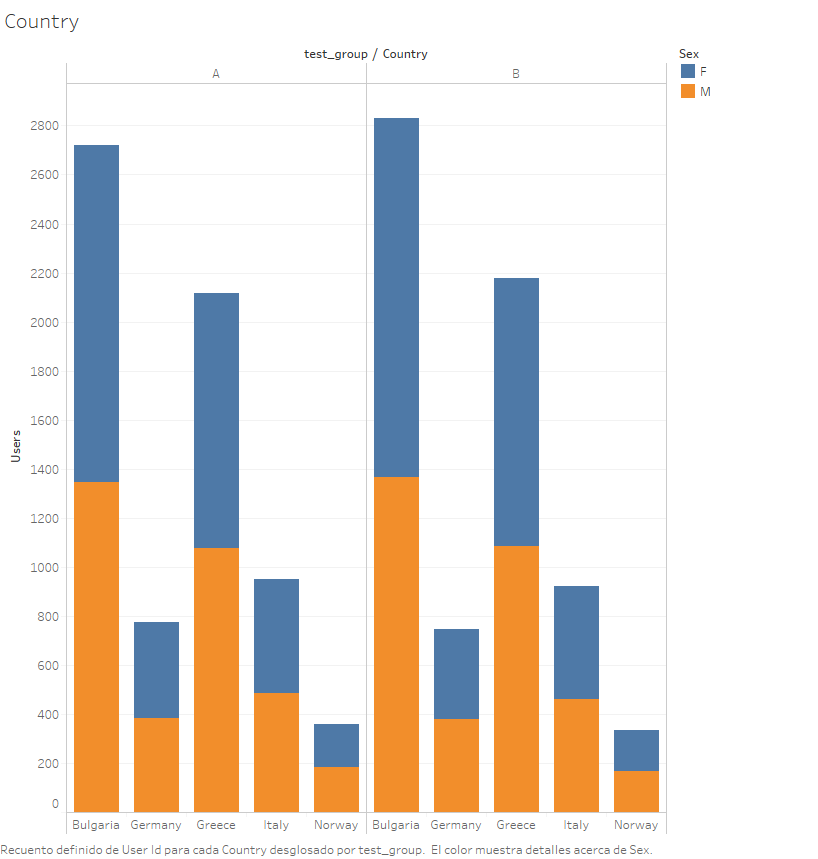 Country
test_group / Country
Sex
A
B
F
M
2800
2600
2400
2200
2000
1800
1600
1400
1200
1000
800
600
400
200
0
Users
Bulgaria Germany Greece Italy Norway Bulgaria Germany Greece Italy Norway
Recuento definido de User Id para cada Country desglosado por test_group. El color muestra detalles acerca de Sex.